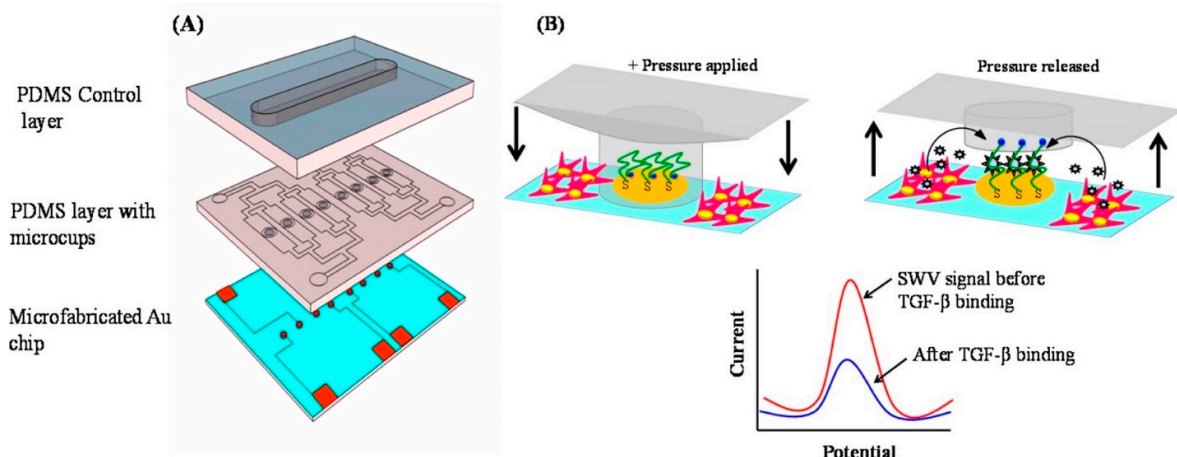 (A)
PDMS Control
layer
PDMS layer with
microcups
Microfabricated Au
chip
(B)
+ Pressure applied
S S S
Pressure released
S S S
SWV signal before
TGF-β binding
After TGF-β binding
Current
Potential